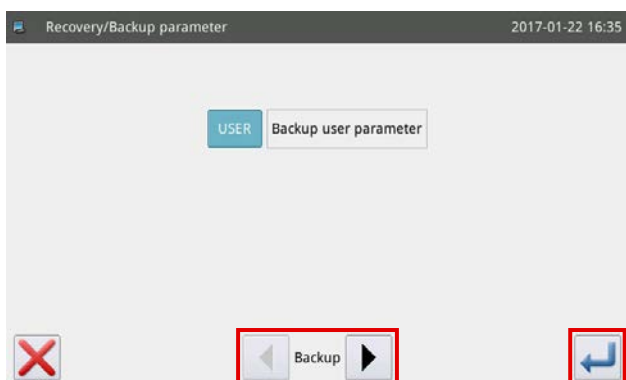 Recovery/Backup parameter 2017-01-22 16:35
USER Backup user parameter
Backup